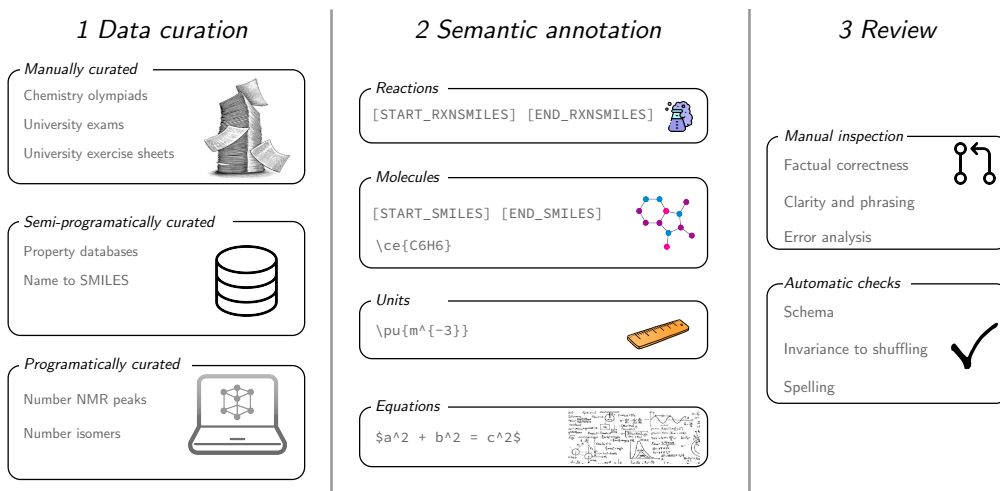 1 Data curation
Manually curated
Chemistry olympiads
University exams
University exercise sheets
Semi-programatically curated
Property databases
Name to SMILES
Programatically curated
Number NMR peaks
Number isomers
2 Semantic annotation
Reactions
[START_RXNSMILES] [END_RXNSMILES]
Molecules
[START_SMILES] [END_SMILES]
\ce{C6H6}
Units
\pu{m^{-3}}
Equations
$a^2 + b^2 = c^2$
3 Review
Manual inspection
Factual correctness
Clarity and phrasing
Error analysis
Automatic checks
Schema
Invariance to shuffling
Spelling